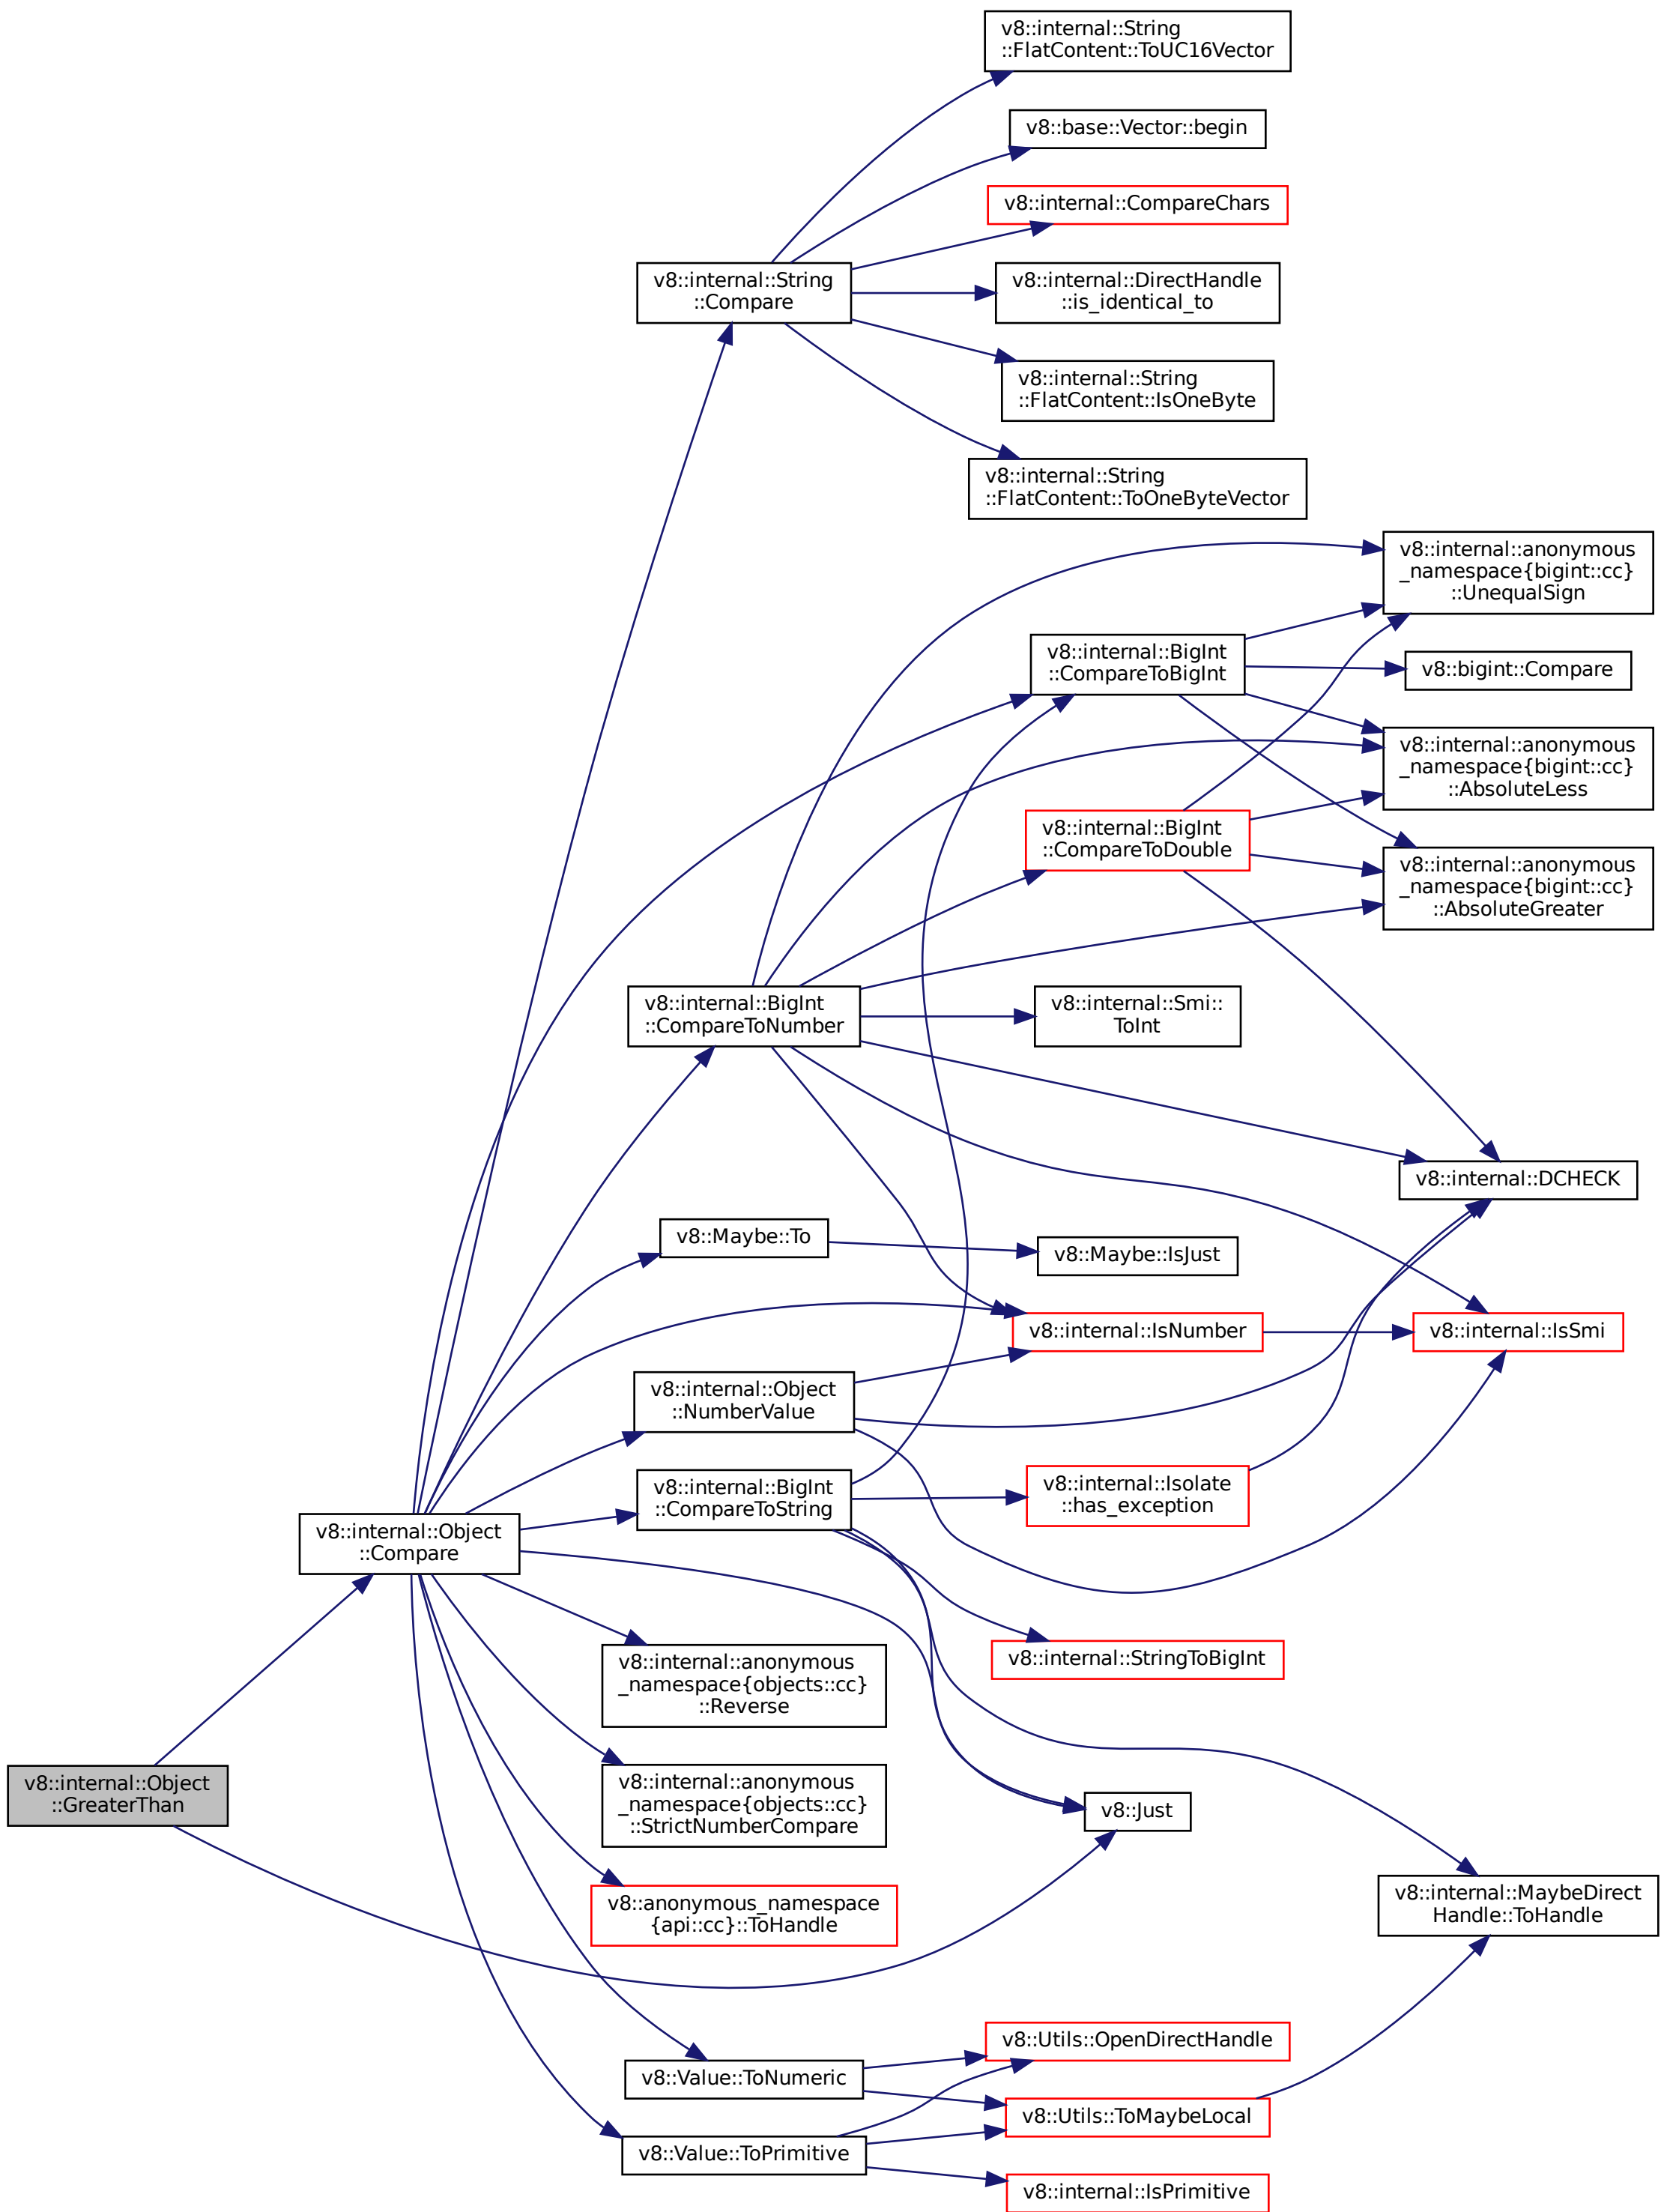 v8::internal::String
::FlatContent::ToUC16Vector
v8::base::Vector::begin
v8::internal::CompareChars
v8::internal::String
::Compare
v8::internal::DirectHandle
::is_identical_to
v8::internal::String
::FlatContent::IsOneByte
v8::internal::String
::FlatContent::ToOneByteVector
v8::internal::anonymous
_namespace{bigint::cc}
::UnequalSign
v8::internal::BigInt
::CompareToBigInt
v8::bigint::Compare
v8::internal::anonymous
_namespace{bigint::cc}
::AbsoluteLess
v8::internal::BigInt
::CompareToDouble
v8::internal::anonymous
_namespace{bigint::cc}
::AbsoluteGreater
v8::internal::BigInt
::CompareToNumber
v8::internal::Smi::
ToInt
v8::internal::DCHECK
v8::Maybe::To
v8::Maybe::IsJust
v8::internal::IsNumber
v8::internal::IsSmi
v8::internal::Object
::NumberValue
v8::internal::BigInt
::CompareToString
v8::internal::Isolate
::has_exception
v8::internal::Object
::Compare
v8::internal::StringToBigInt
v8::internal::anonymous
_namespace{objects::cc}
::Reverse
v8::internal::Object
::GreaterThan
v8::internal::anonymous
_namespace{objects::cc}
::StrictNumberCompare
v8::Just
v8::anonymous_namespace
{api::cc}::ToHandle
v8::internal::MaybeDirect
Handle::ToHandle
v8::Utils::OpenDirectHandle
v8::Value::ToNumeric
v8::Utils::ToMaybeLocal
v8::Value::ToPrimitive
v8::internal::IsPrimitive